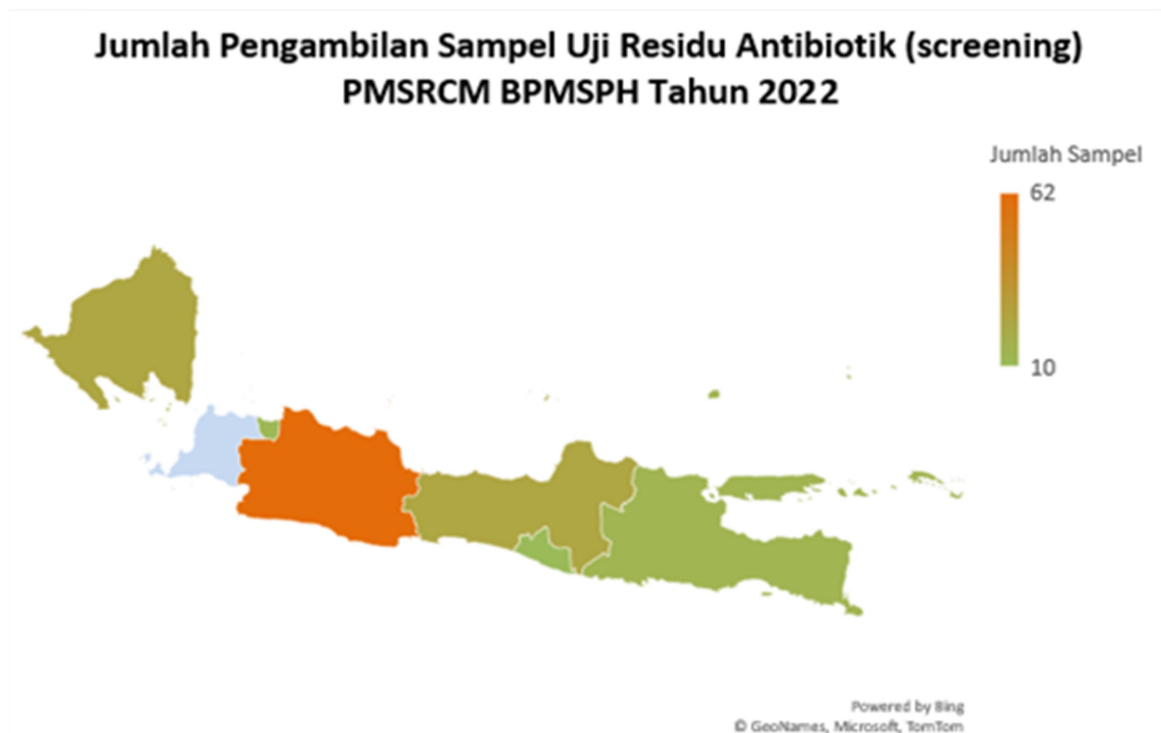 Jumlah Pengambilan Sampel Uji Residu Antibiotik (screening)
PMSRCM BPMSPH Tahun 2022
Jumlah Sampel
62
10
Powered by Bing
© GeoNames, Microsoft, TomTom